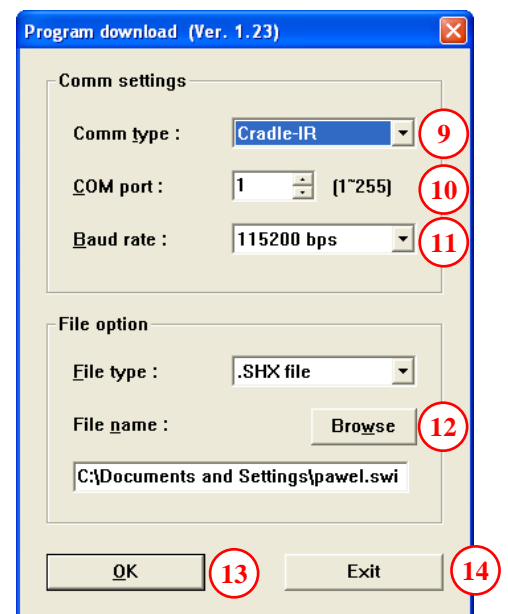 Program download (Ver. 1.23)
Comm settings
Comm type : Cradle-IR 9
COM port : 1 (1~255) 10
Baud rate : 115200 bps 11
File option
File type : .SHX file
File name : Browse 12
C:\Documents and Settings\pawel.swi
OK 13 Exit 14